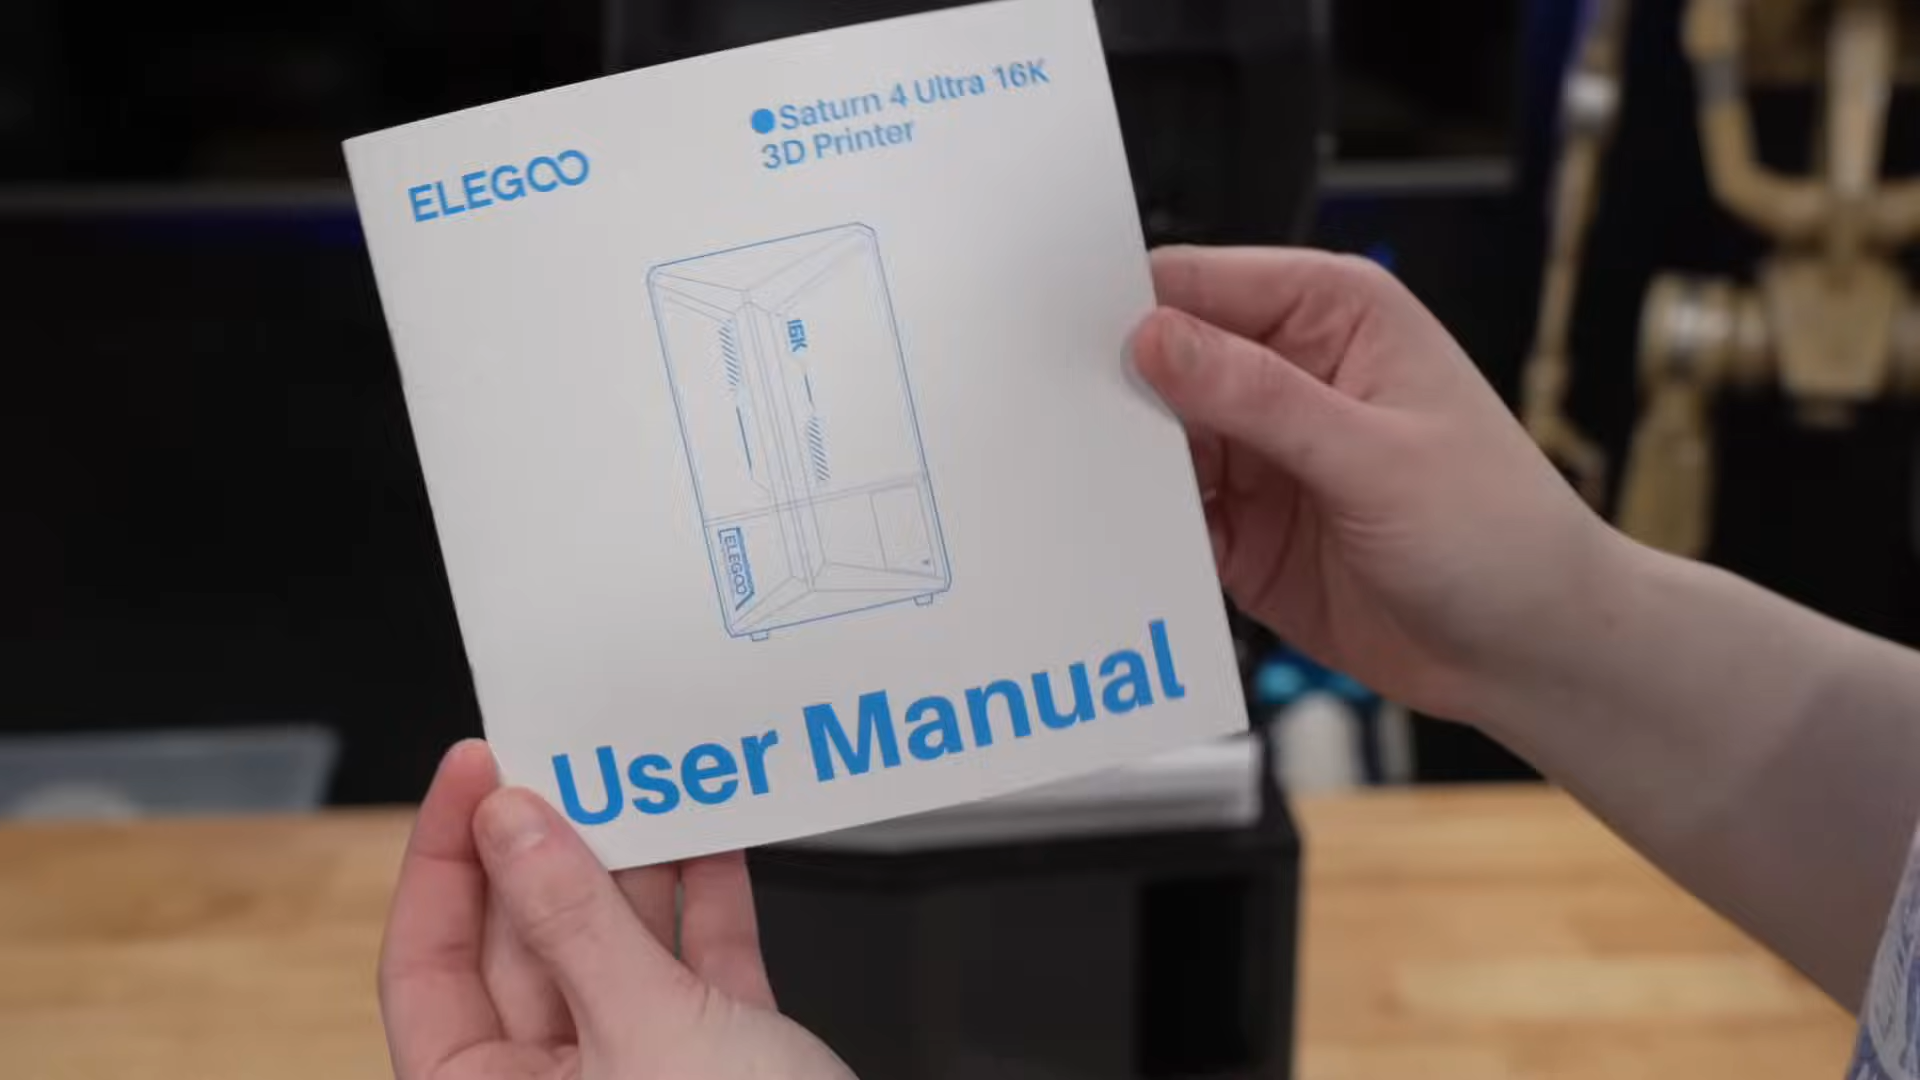 ELEGOO
Saturn 4 Ultra 16K
3D Printer
16K
ELEGOO
User Manual